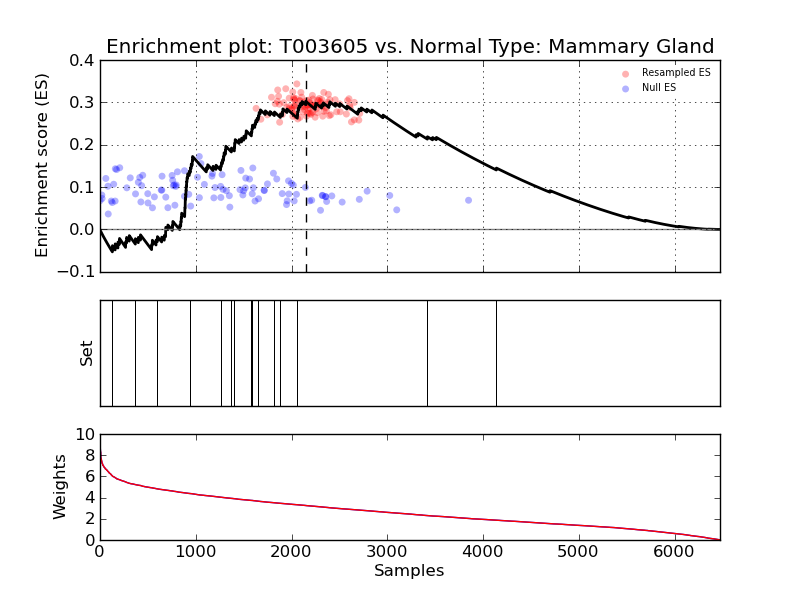 Enrichment plot: T003605 vs. Normal Type: Mammary Gland
Enrichment score (ES)
0.4
0.3
0.2
0.1
0.0
−0.1
Resampled ES
Null ES
Set
Weights
10
8
6
4
2
0
0 1000 2000 3000 4000 5000 6000
Samples